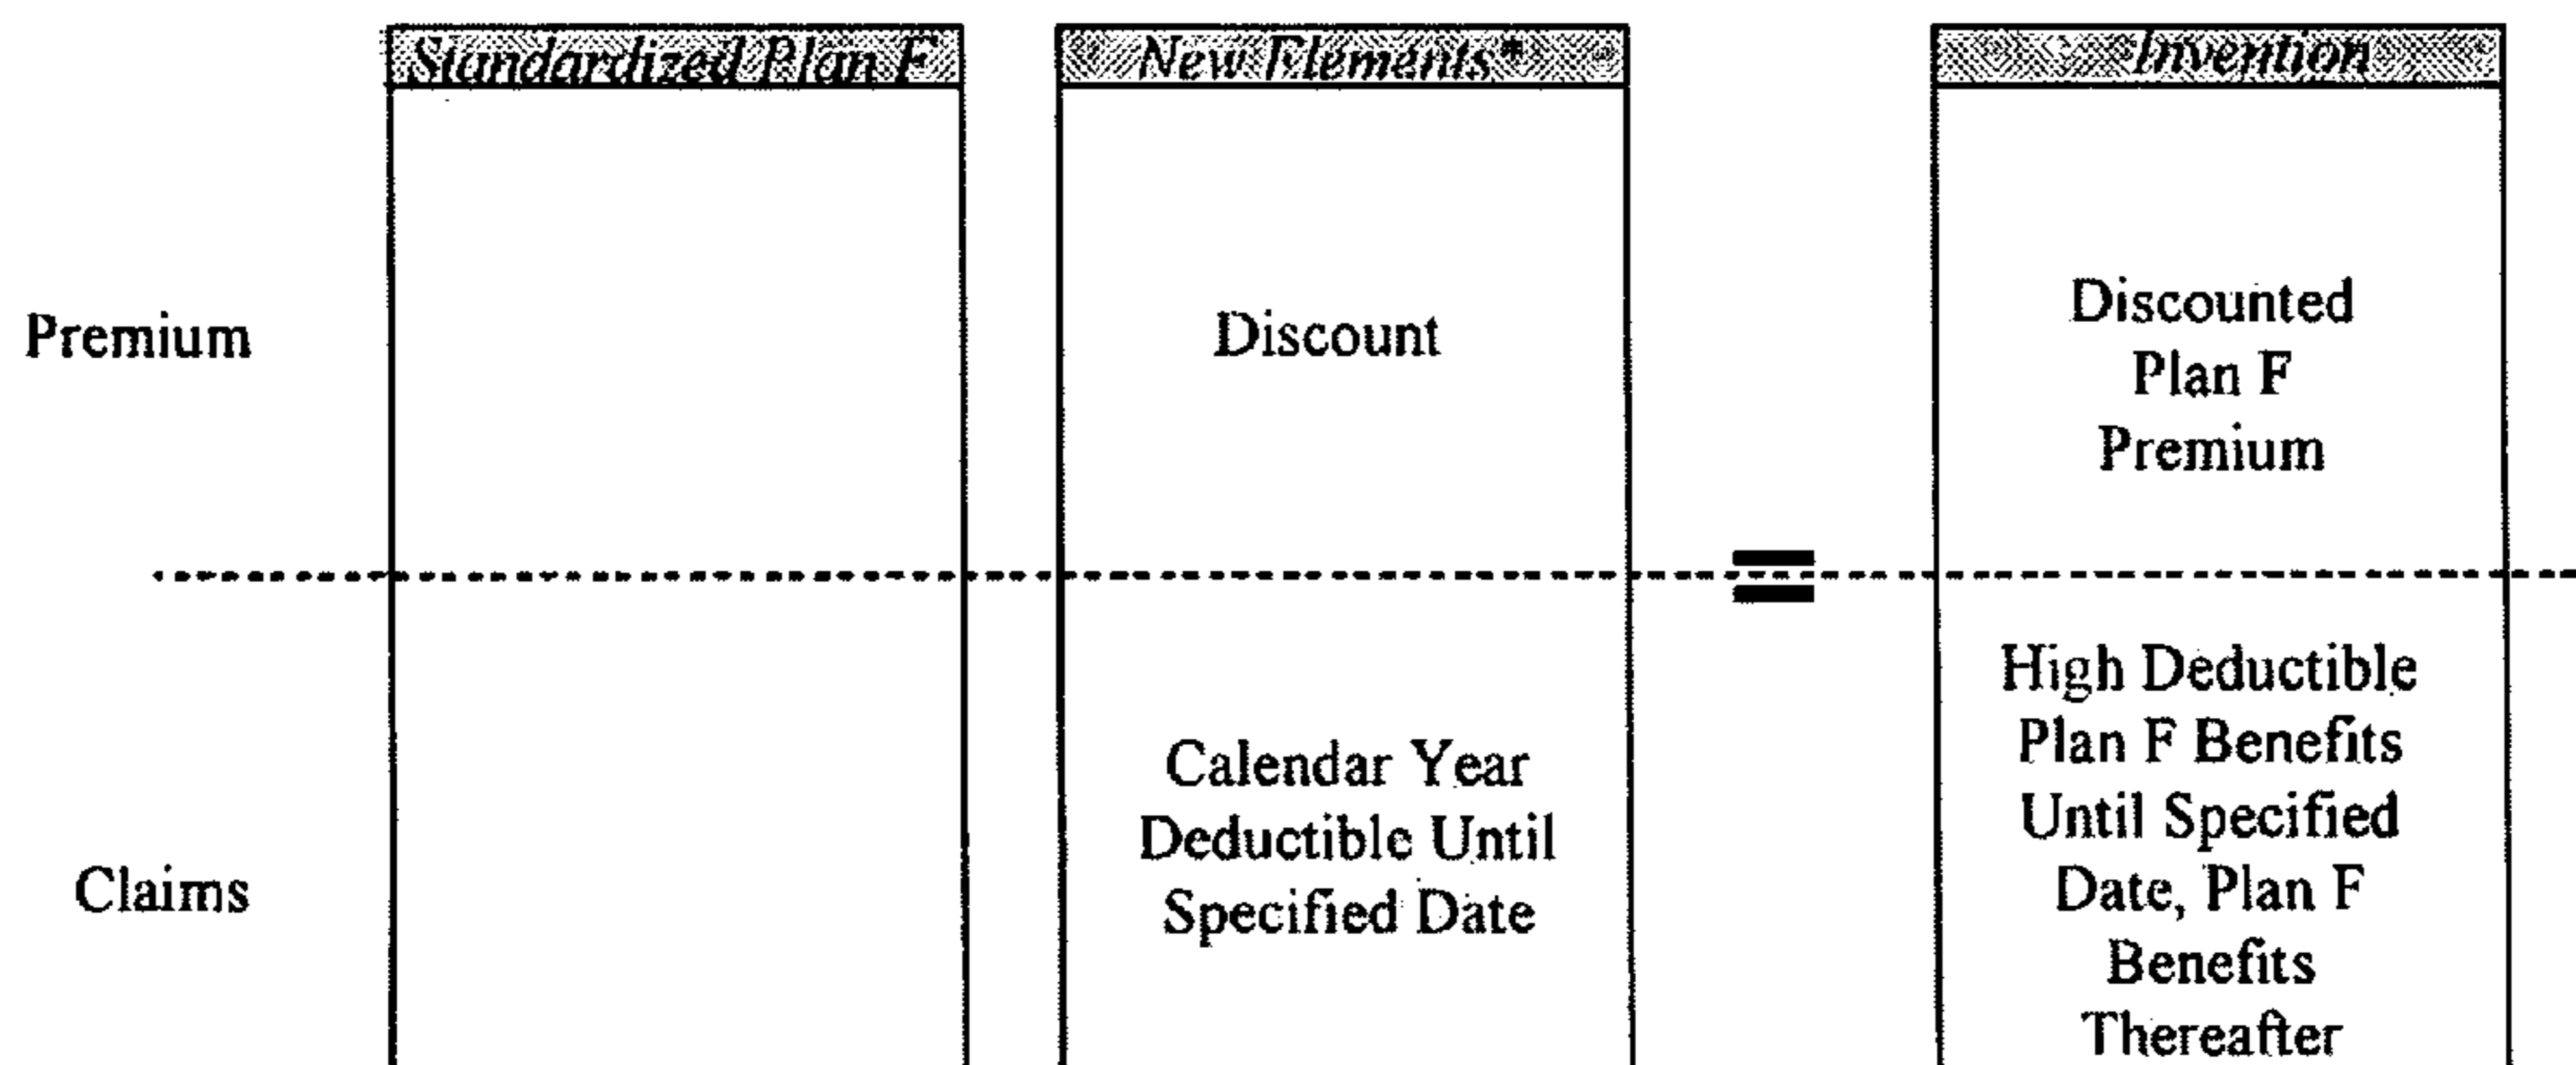 Standardized Plan F
New Elements*
Invention
Premium
Discount
Discounted
Plan F
Premium
=
Claims
Calendar Year
Deductible Until
Specified Date
High Deductible
Plan F Benefits
Until Specified
Date, Plan F
Benefits
Thereafter